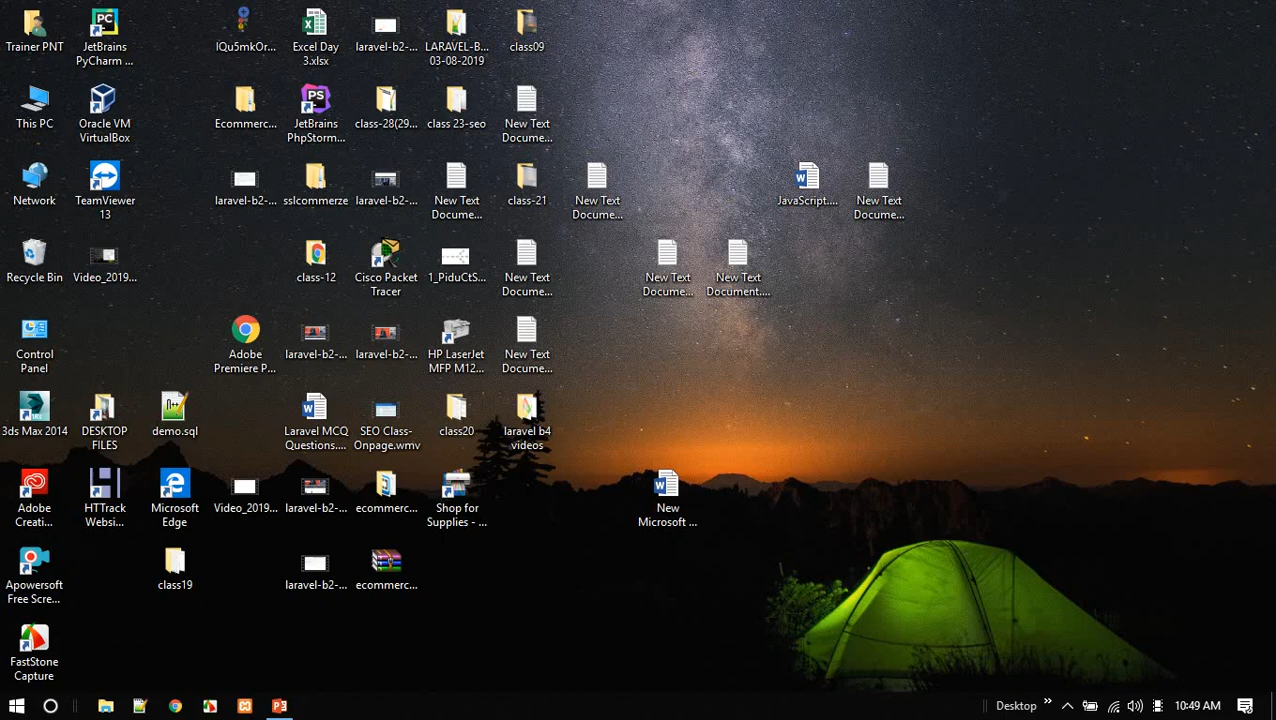 Trainer PNT
JetBrains
PyCharm ...
iQu5mkOr...
Excel Day
3.xlsx
laravel-b2-...
LARAVEL-B...
03-08-2019
class09
This PC
Oracle VM
VirtualBox
Ecommerc...
JetBrains
PhpStorm...
class-28(29...
class 23-seo
New Text
Docume...
Network
TeamViewer
13
laravel-b2-...
sslcommerze
laravel-b2-...
New Text
Docume...
class-21
New Text
Docume...
JavaScript....
New Text
Docume...
Recycle Bin
Video_2019...
class-12
Cisco Packet
Tracer
1_PiduCtS...
New Text
Docume...
New Text
Docume...
New Text
Document....
Control
Panel
Adobe
Premiere P...
laravel-b2-...
laravel-b2-...
HP LaserJet
MFP M12...
New Text
Docume...
3ds Max 2014
DESKTOP
FILES
demo.sql
Laravel MCQ
Questions....
SEO Class-
Onpage.wmv
class20
laravel b4
videos
Adobe
Creati...
HTTrack
Websi...
Microsoft
Edge
Video_2019...
laravel-b2-...
ecommerc...
Shop for
Supplies - ...
New
Microsoft ...
Apowersoft
Free Scre...
class19
laravel-b2-...
ecommerc...
FastStone
Capture
Desktop
10:49 AM